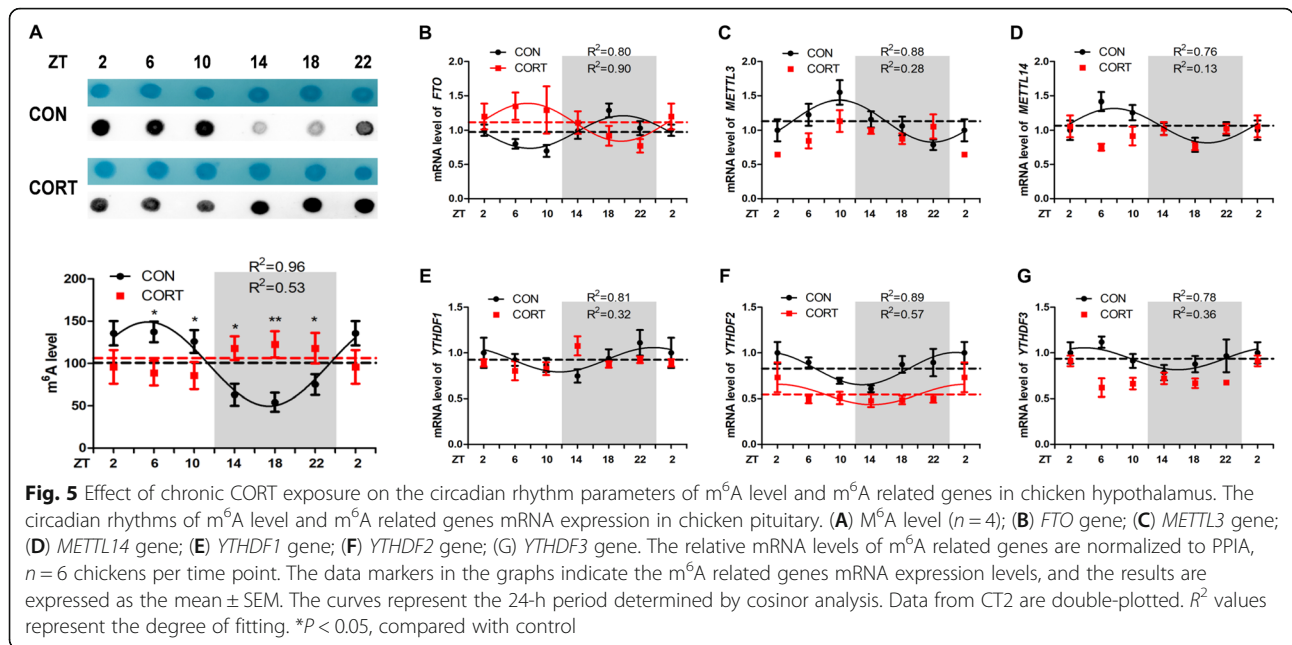 A
ZT 2 6 10 14 18 22
CON
CORT
R²=0.96
R²=0.53
CON
CORT
m⁶A level
200
150
100
50
0
* * * ** *
ZT 2 6 10 14 18 22 2
B
R²=0.80
R²=0.90
CON
CORT
mRNA level of FTO
2.0
1.5
1.0
0.5
0.0
ZT 2 6 10 14 18 22 2
C
R²=0.88
R²=0.28
CON
CORT
mRNA level of METTL3
2.0
1.5
1.0
0.5
0.0
ZT 2 6 10 14 18 22 2
D
R²=0.76
R²=0.13
CON
CORT
mRNA level of METTL14
2.0
1.5
1.0
0.5
0.0
ZT 2 6 10 14 18 22 2
E
R²=0.81
R²=0.32
CON
CORT
mRNA level of YTHDF1
1.5
1.0
0.5
0.0
ZT 2 6 10 14 18 22 2
F
R²=0.89
R²=0.57
CON
CORT
mRNA level of YTHDF2
1.5
1.0
0.5
0.0
ZT 2 6 10 14 18 22 2
G
R²=0.78
R²=0.36
CON
CORT
mRNA level of YTHDF3
1.5
1.0
0.5
0.0
ZT 2 6 10 14 18 22 2
Fig. 5 Effect of chronic CORT exposure on the circadian rhythm parameters of m⁶A level and m⁶A related genes in chicken hypothalamus. The
circadian rhythms of m⁶A level and m⁶A related genes mRNA expression in chicken pituitary. (A) M⁶A level (n = 4); (B) FTO gene; (C) METTL3 gene;
(D) METTL14 gene; (E) YTHDF1 gene; (F) YTHDF2 gene; (G) YTHDF3 gene. The relative mRNA levels of m⁶A related genes are normalized to PPIA,
n = 6 chickens per time point. The data markers in the graphs indicate the m⁶A related genes mRNA expression levels, and the results are
expressed as the mean ± SEM. The curves represent the 24-h period determined by cosinor analysis. Data from CT2 are double-plotted. R² values
represent the degree of fitting. *P < 0.05, compared with control